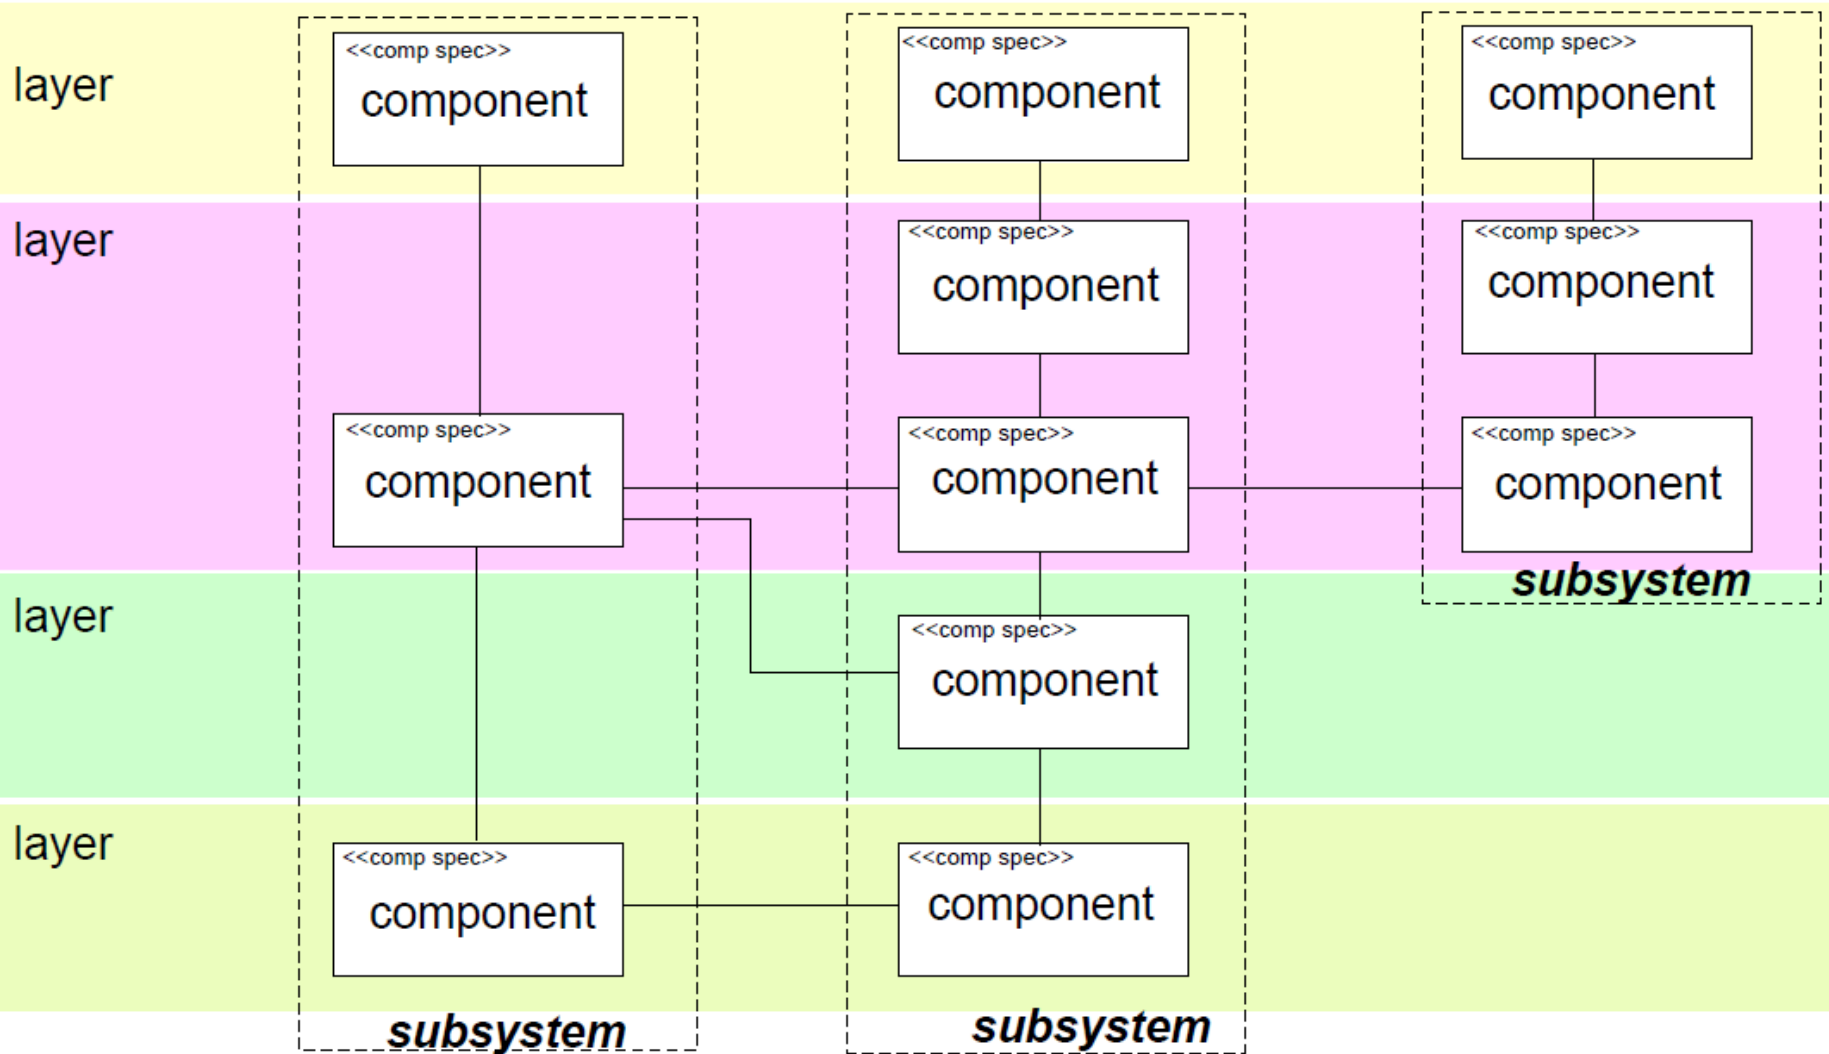 layer
<<comp spec>>
component
<<comp spec>>
component
<<comp spec>>
component
layer
<<comp spec>>
component
<<comp spec>>
component
<<comp spec>>
component
<<comp spec>>
component
<<comp spec>>
component
subsystem
layer
<<comp spec>>
component
layer
<<comp spec>>
component
<<comp spec>>
component
subsystem
subsystem